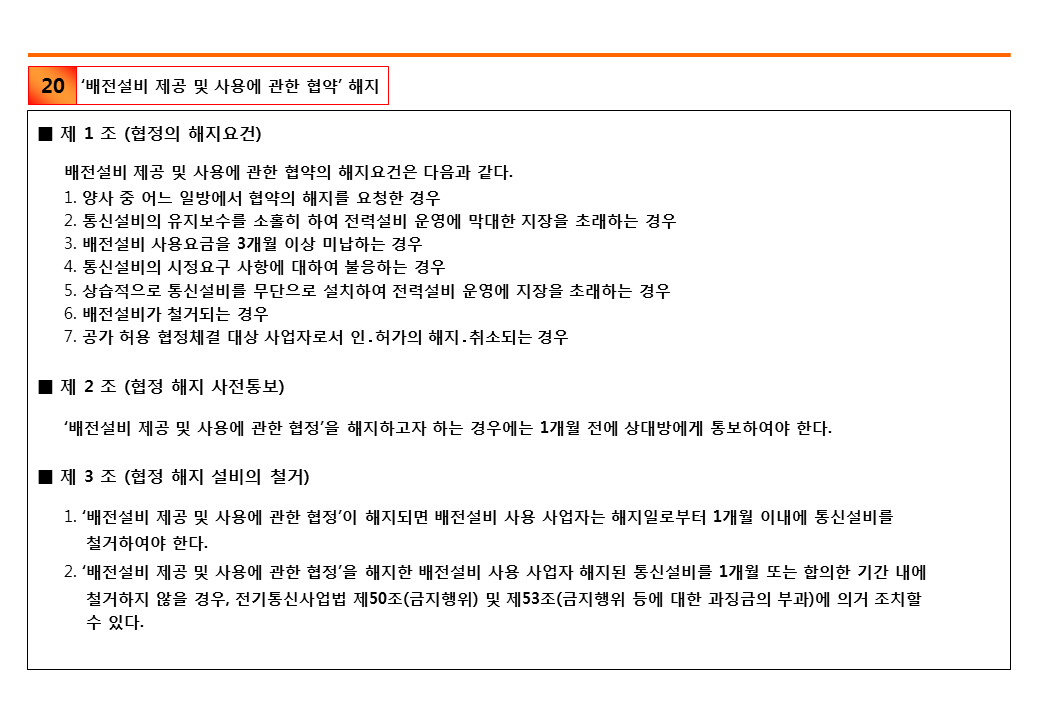 20 ‘배전설비 제공 및 사용에 관한 협약’ 해지
■ 제 1 조 (협정의 해지요건)
배전설비 제공 및 사용에 관한 협약의 해지요건은 다음과 같다.
1. 양사 중 어느 일방에서 협약의 해지를 요청한 경우
2. 통신설비의 유지보수를 소홀히 하여 전력설비 운영에 막대한 지장을 초래하는 경우
3. 배전설비 사용요금을 3개월 이상 미납하는 경우
4. 통신설비의 시정요구 사항에 대하여 불응하는 경우
5. 상습적으로 통신설비를 무단으로 설치하여 전력설비 운영에 지장을 초래하는 경우
6. 배전설비가 철거되는 경우
7. 공가 허용 협정체결 대상 사업자로서 인.허가의 해지.취소되는 경우
■ 제 2 조 (협정 해지 사전통보)
‘배전설비 제공 및 사용에 관한 협정’을 해지하고자 하는 경우에는 1개월 전에 상대방에게 통보하여야 한다.
■ 제 3 조 (협정 해지 설비의 철거)
1. ‘배전설비 제공 및 사용에 관한 협정’이 해지되면 배전설비 사용 사업자는 해지일로부터 1개월 이내에 통신설비를
철거하여야 한다.
2. ‘배전설비 제공 및 사용에 관한 협정’을 해지한 배전설비 사용 사업자 해지된 통신설비를 1개월 또는 합의한 기간 내에
철거하지 않을 경우, 전기통신사업법 제50조(금지행위) 및 제53조(금지행위 등에 대한 과징금의 부과)에 의거 조치할
수 있다.